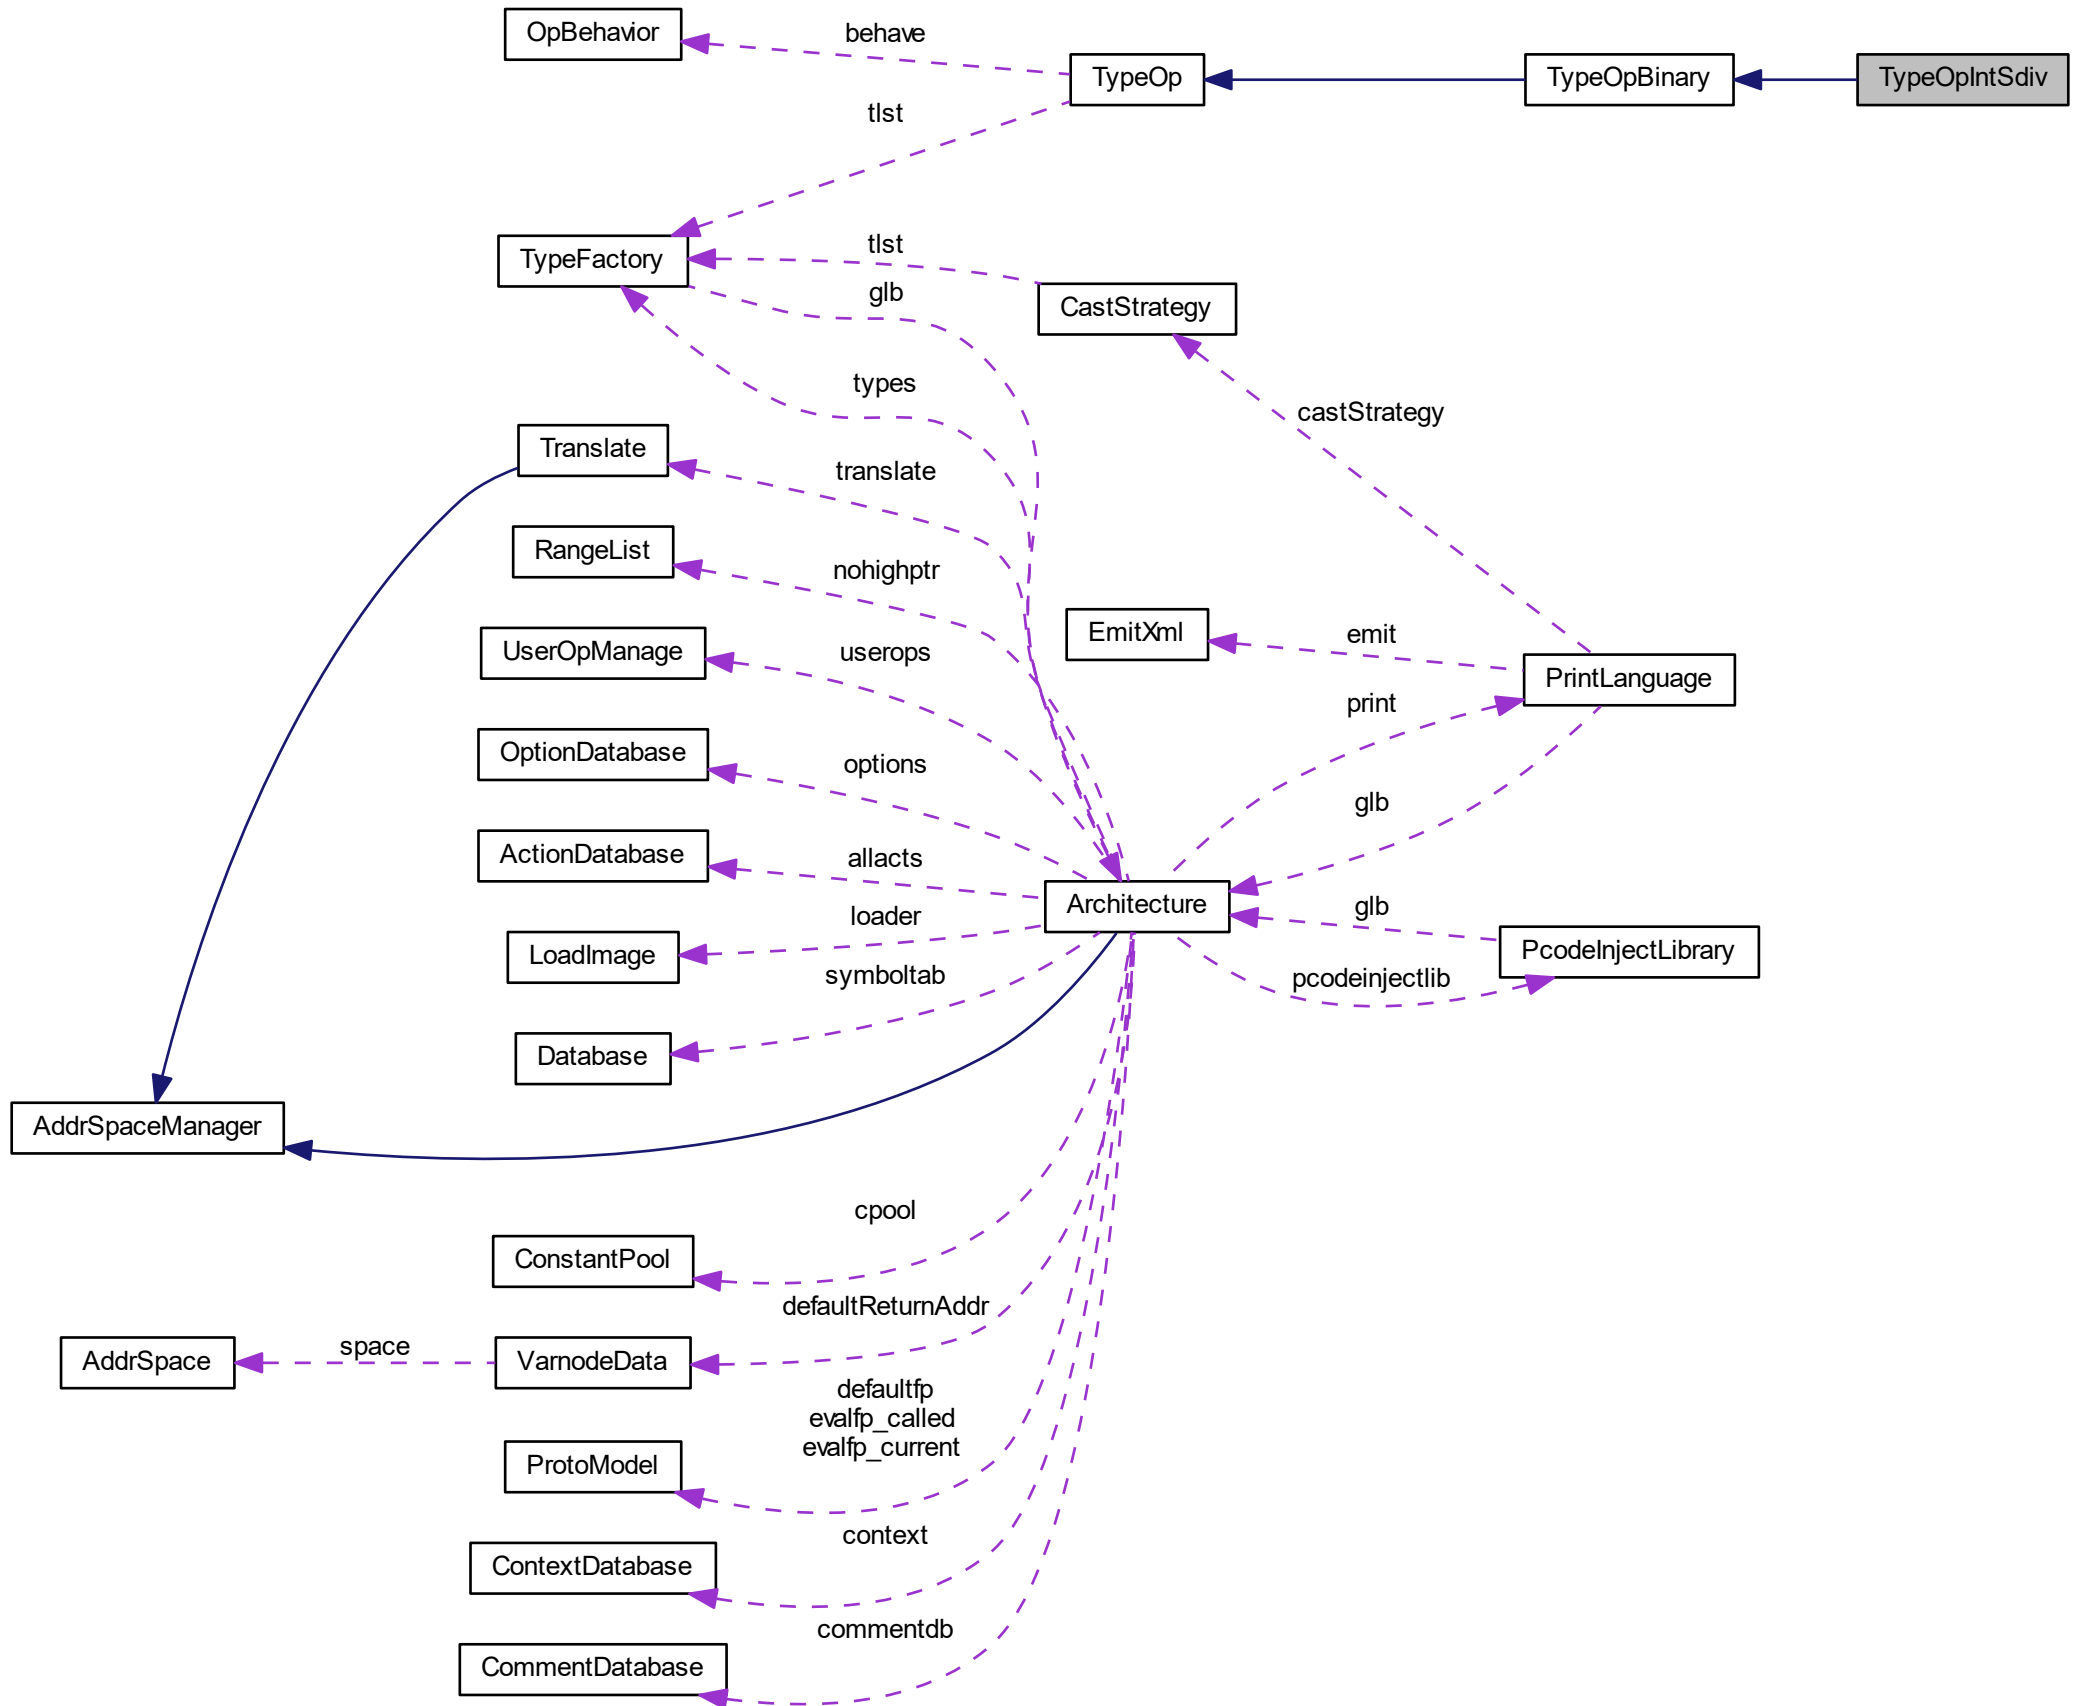 OpBehavior
behave
TypeOp
TypeOpBinary
TypeOpIntSdiv
tlst
TypeFactory
tlst
glb
CastStrategy
types
castStrategy
Translate
translate
RangeList
nohighptr
EmitXml
emit
UserOpManage
userops
PrintLanguage
print
OptionDatabase
options
glb
ActionDatabase
allacts
Architecture
glb
LoadImage
loader
PcodeInjectLibrary
symboltab
pcodeinjectlib
Database
AddrSpaceManager
cpool
ConstantPool
defaultReturnAddr
AddrSpace
space
VarnodeData
defaultfp
evalfp_called
evalfp_current
ProtoModel
context
ContextDatabase
commentdb
CommentDatabase